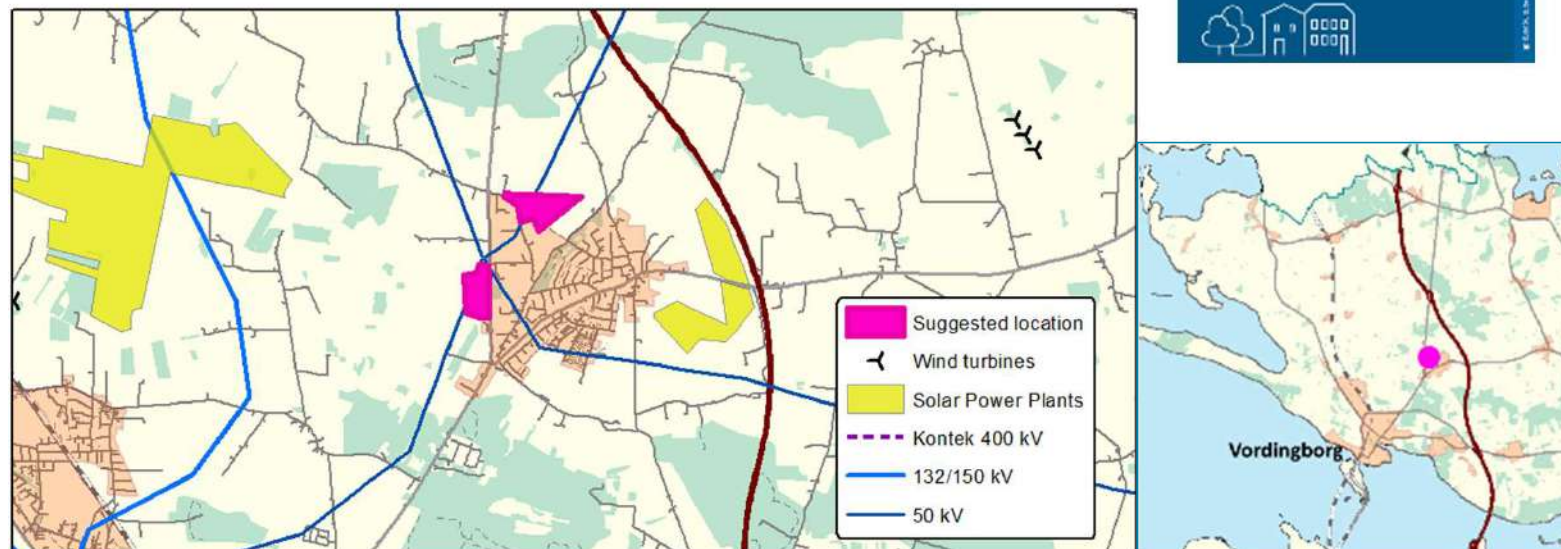 Suggested location
Wind turbines
Solar Power Plants
Kontek 400 kV
132/150 kV
50 kV
Vordingborg